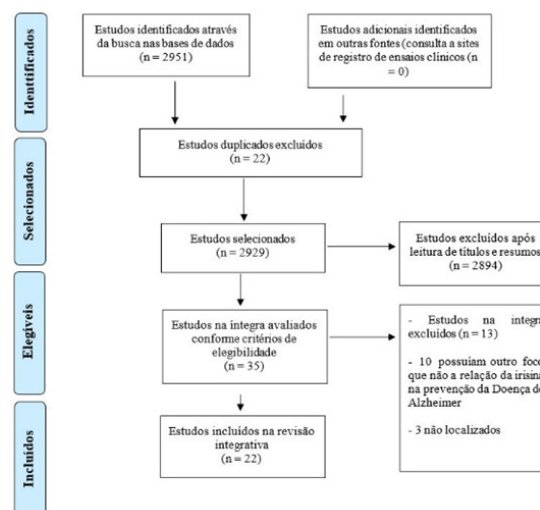 Identtificados
Estudos identificados através
da busca nas bases de dados
(n = 2951)
Estudos adicionais identificados
em outras fontes (consulta a sites
de registro de ensaios clínicos (n
= 0)
Estudos duplicados excluídos
(n = 22)
Selecionados
Estudos selecionados
(n = 2929)
Estudos excluídos após
leitura de títulos e resumos
(n = 2894)
Elegíveis
Estudos na íntegra avaliados
conforme critérios de
elegibilidade
(n = 35)
- Estudos na integra
excluídos (n = 13)
- 10 possuíam outro foco
que não a relação da irisina
na prevenção da Doença de
Alzheimer
- 3 não localizados
Incluídos
Estudos incluídos na revisão
integrativa
(n = 22)